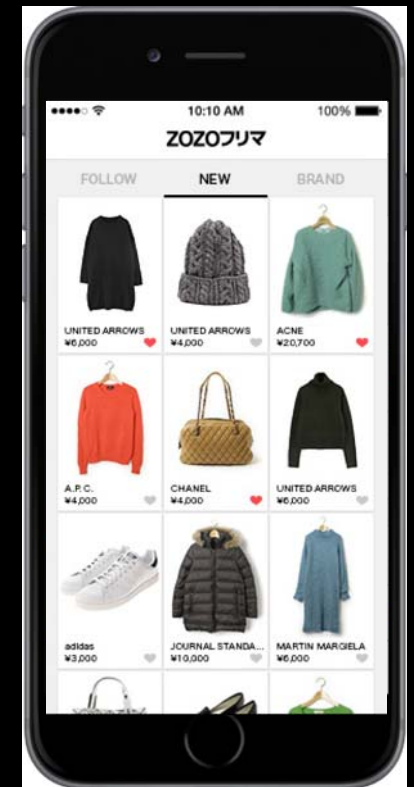 10:10 AM 100%
ZOZOフリマ
FOLLOW NEW BRAND
UNITED ARROWS
¥6,000
UNITED ARROWS
¥4,000
ACNE
¥20,700
A.P.C.
¥4,000
CHANEL
¥4,000
UNITED ARROWS
¥6,000
adidas
¥3,000
JOURNAL STANDA...
¥10,000
MARTIN MARGIELA
¥6,000